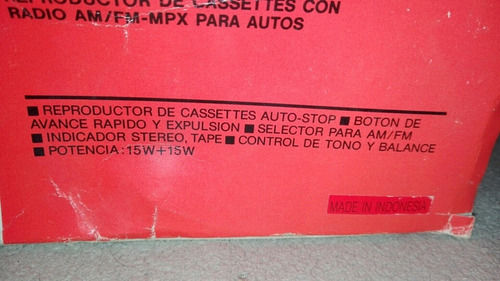 REPRODUCTOR DE CASSETTES CON
RADIO AM/FM-MPX PARA AUTOS
■ REPRODUCTOR DE CASSETTES AUTO-STOP ■ BOTON DE
AVANCE RAPIDO Y EXPULSION ■ SELECTOR PARA AM/FM
■ INDICADOR STEREO, TAPE ■ CONTROL DE TONO Y BALANCE
■ POTENCIA: 15W+15W
MADE IN INDONESIA